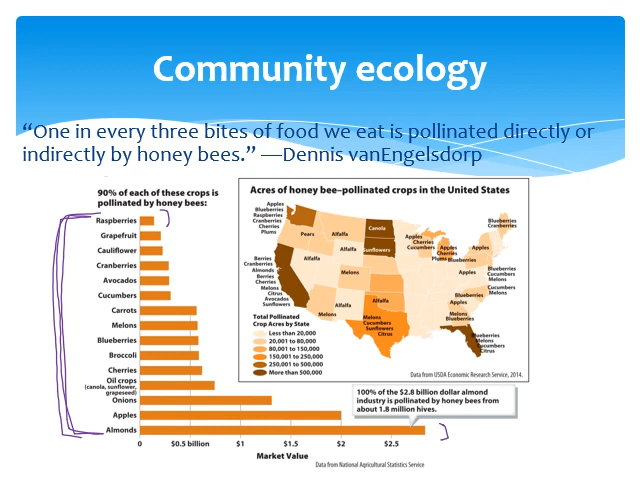 Community ecology
“One in every three bites of food we eat is pollinated directly or
indirectly by honey bees.” —Dennis vanEngelsdorp
90% of each of these crops is
pollinated by honey bees:
Raspberries
Grapefruit
Cauliflower
Cranberries
Avocados
Cucumbers
Carrots
Melons
Blueberries
Broccoli
Cherries
Oil crops
(canola, sunflower,
grapeseed)
Onions
Apples
Almonds
0
$0.5 billion
$1
$1.5
$2
$2.5
Market Value
Data from National Agricultural Statistics Service
100% of the $2.8 billion dollar almond
industry is pollinated by honey bees from
about 1.8 million hives.
Acres of honey bee–pollinated crops in the United States
Apples
Blueberries
Raspberries
Cranberries
Cherries
Plums
Pears
Alfalfa
Canola
Alfalfa
Sunflowers
Alfalfa
Berries
Cranberries
Almonds
Berries
Cherries
Melons
Citrus
Avocados
Sunflowers
Melons
Alfalfa
Melons
Alfalfa
Melons
Cucumbers
Sunflowers
Citrus
Apples
Cherries
Cucumbers
Apples
Cherries
Plums
Blueberries
Apples
Blueberries
Cranberries
Apples
Blueberries
Cucumbers
Melons
Cucumbers
Melons
Blueberries
Apples
Melons
Blueberries
Blueberries
Melons
Cucumbers
Citrus
Total Pollinated
Crop Acres by State
Less than 20,000
20,001 to 80,000
80,001 to 150,000
150,001 to 250,000
250,001 to 500,000
More than 500,000
Data from USDA Economic Research Service, 2014.